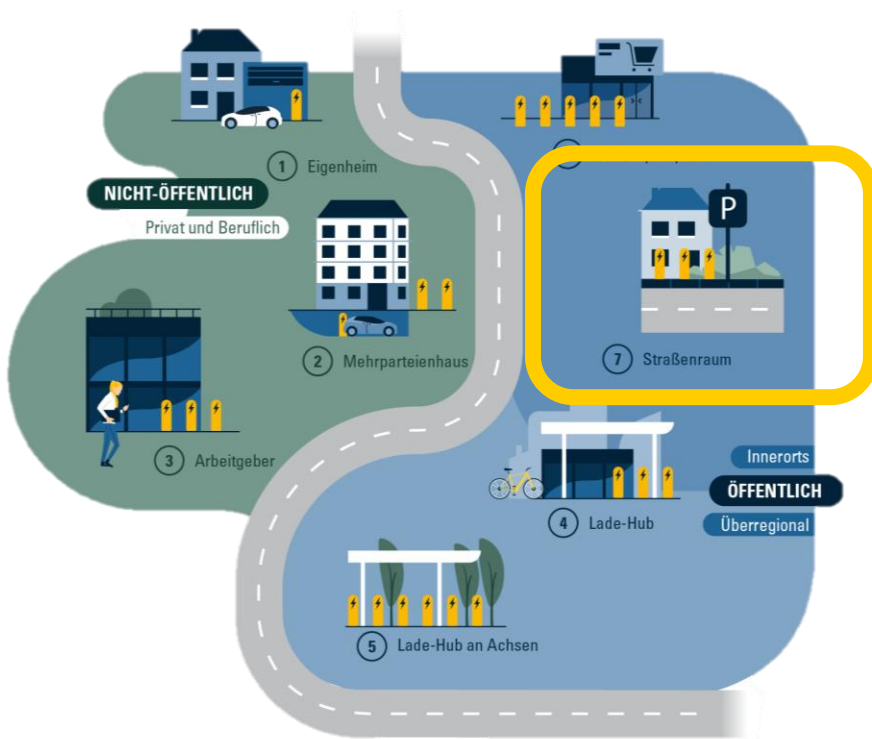 1 Eigenheim
NICHT-ÖFFENTLICH
Privat und Beruflich
P
2 Mehrparteienhaus
7 Straßenraum
3 Arbeitgeber
Innerorts
ÖFFENTLICH
4 Lade-Hub
Überregional
5 Lade-Hub an Achsen